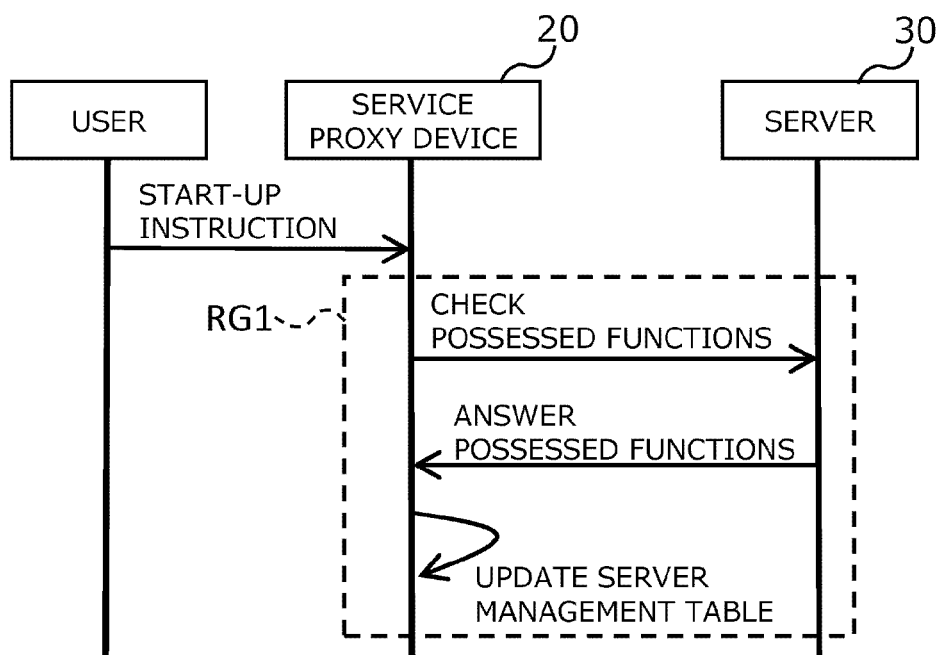 20
30
USER
SERVICE
PROXY DEVICE
SERVER
START-UP
INSTRUCTION
RG1
CHECK
POSSESSED FUNCTIONS
ANSWER
POSSESSED FUNCTIONS
UPDATE SERVER
MANAGEMENT TABLE